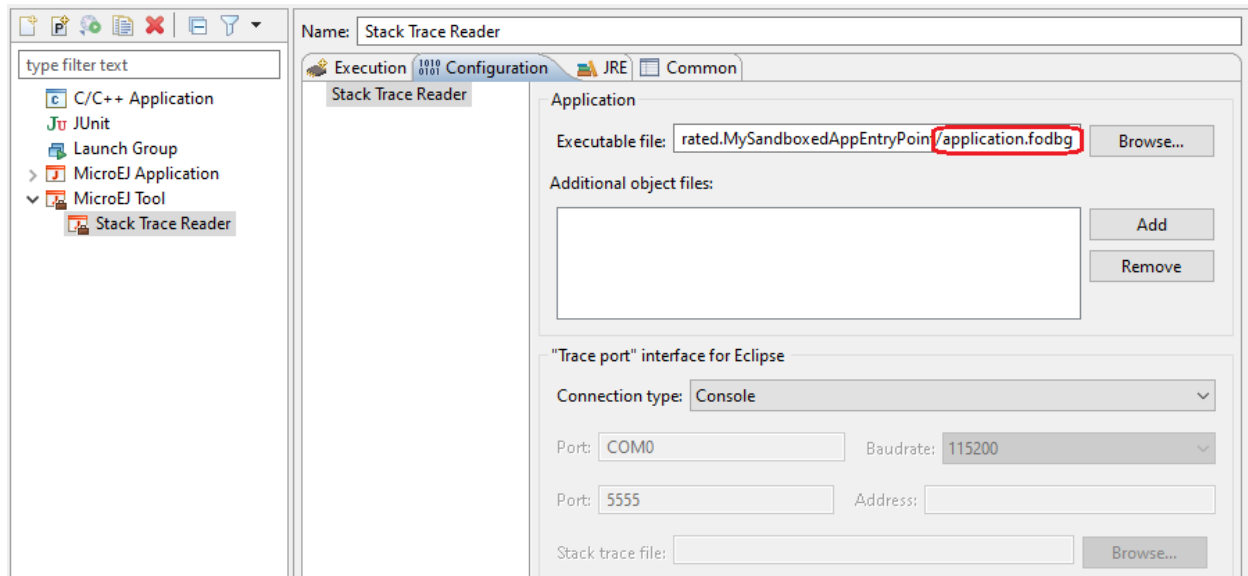 Name: Stack Trace Reader
type filter text
C/C++ Application
JUnit
Launch Group
MicroEJ Application
MicroEJ Tool
Stack Trace Reader
Execution Configuration JRE Common
Stack Trace Reader
Application
Executable file: rated.MySandboxedAppEntryPoint/application.fodbg Browse...
Additional object files:
Add
Remove
"Trace port" interface for Eclipse
Connection type: Console
Port: COM0 Baudrate: 115200
Port: 5555 Address:
Stack trace file: Browse...